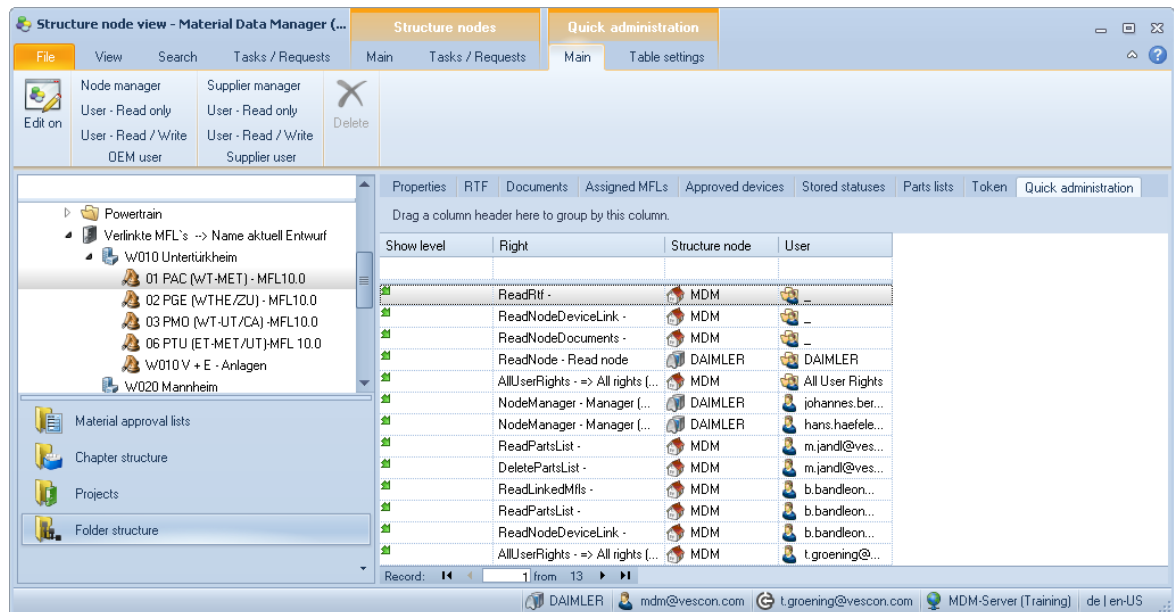 Structure node view - Material Data Manager (... Structure nodes Quick administration
File View Search Tasks / Requests Main Tasks / Requests Main Table settings
Node manager Supplier manager
User - Read only User - Read only
Edit on User - Read / Write User - Read / Write Delete
OEM user Supplier user
Properties RTF Documents Assigned MFLs Approved devices Stored statuses Parts lists Token Quick administration
Powertrain
Verlinkte MFL`s --> Name aktuell Entwurf
W010 Untertürkheim
01 PAC (WT-MET) - MFL10.0
02 PGE (WTHE/ZU) - MFL10.0
03 PMO (WT-UT/CA) -MFL10.0
06 PTU (ET-MET/UT)-MFL 10.0
W010 V + E - Anlagen
W020 Mannheim
Material approval lists
Chapter structure
Projects
Folder structure
Drag a column header here to group by this column.
Show level Right Structure node User
ReadRtf - MDM _
ReadNodeDeviceLink - MDM _
ReadNodeDocuments - MDM _
ReadNode - Read node DAIMLER DAIMLER
AllUserRights - => All rights (... MDM All User Rights
NodeManager - Manager (... DAIMLER johannes.ber...
NodeManager - Manager (... DAIMLER hans.haefele...
ReadPartsList - MDM m.jandl@ves...
DeletePartsList - MDM m.jandl@ves...
ReadLinkedMfls - MDM b.bandleon...
ReadPartsList - MDM b.bandleon...
ReadNodeDeviceLink - MDM b.bandleon...
AllUserRights - => All rights (... MDM t.groening@...
Record: 1 from 13
DAIMLER mdm@vescon.com t.groening@vescon.com MDM-Server (Training) de | en-US